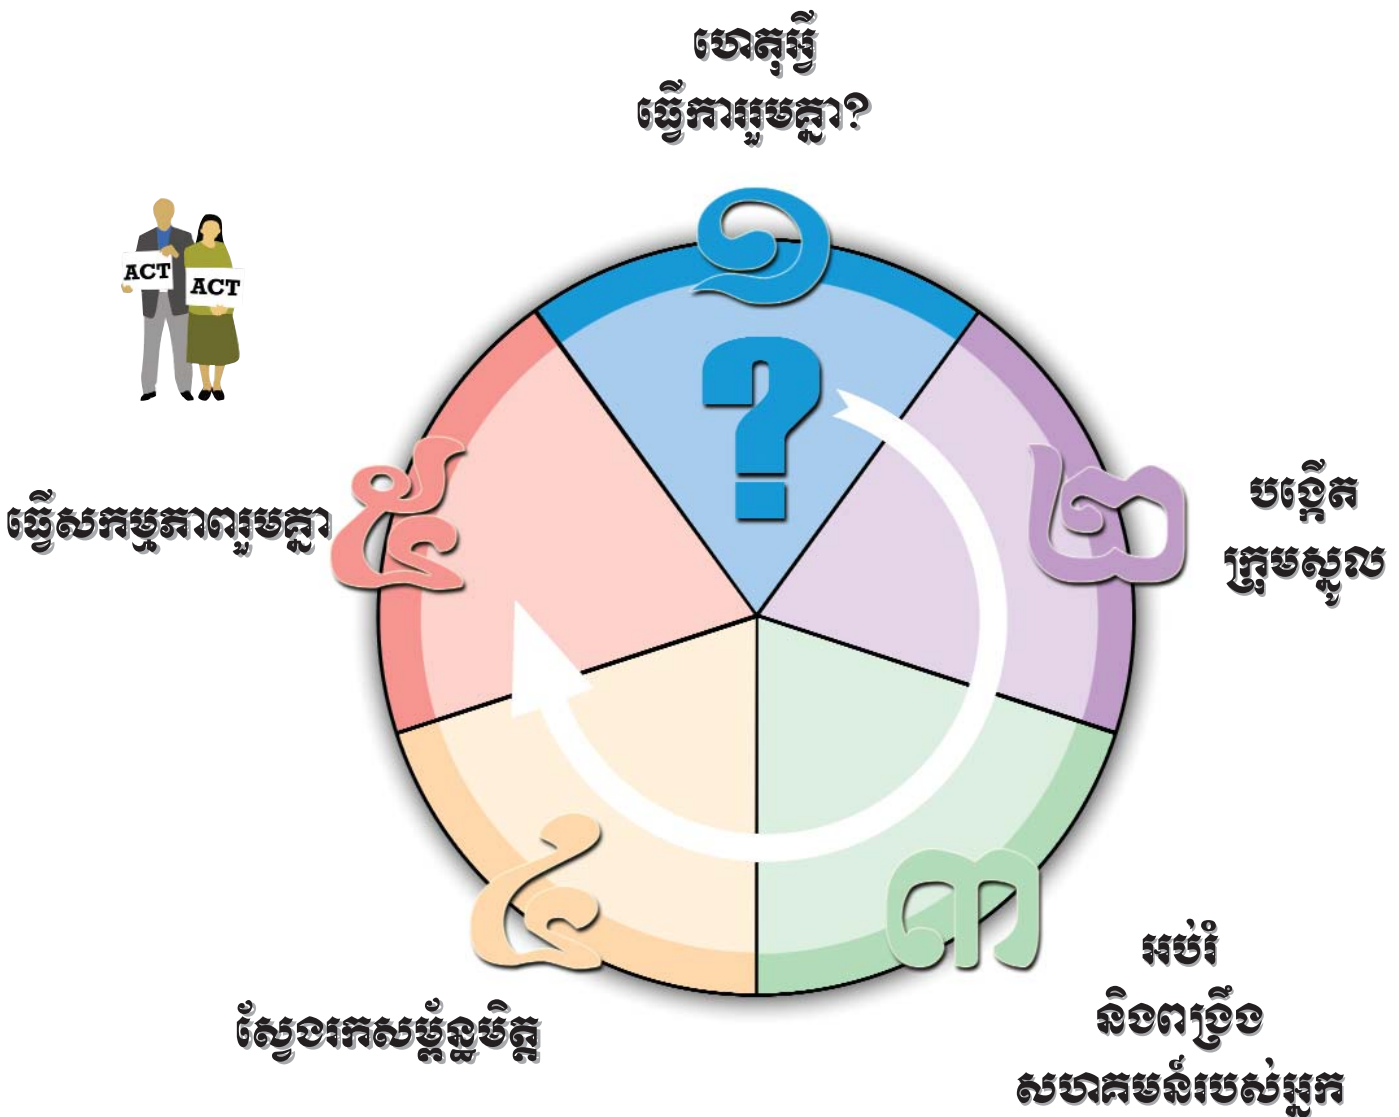 ហេតុអ្វី
ធ្វើការរួមគ្នា?
១
?
ACT
ACT
២
បង្កើត
ក្រុមស្នូល
៥
ធ្វើសកម្មភាពរួមគ្នា
៤
ស្វែងរកសម្ព័ន្ធមិត្ត
៣
អប់រំ
និងពង្រឹង
សហគមន៍របស់អ្នក